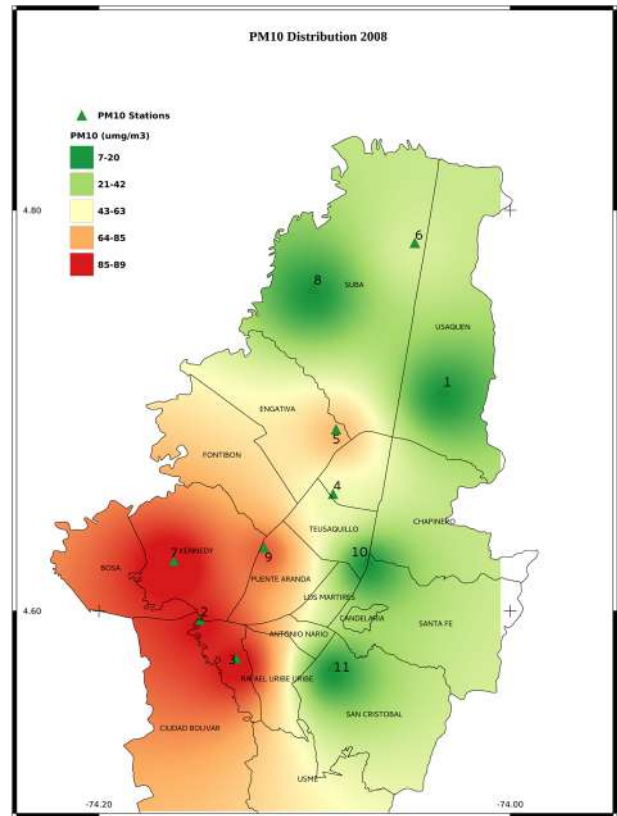 PM10 Distribution 2008
PM10 Stations
PM10 (umg/m3)
7-20
21-42
43-63
64-85
85-89
4.80
6
8
SUBA
USAQUEN
1
ENGATIVA
5
FONTIBON
4
TEUSAQUILLO
CHAPINERO
7
KENNEDY
9
10
BOSA
PUENTE ARANDA
LOS MARTIRES
4.60
2
CANDELARIA
SANTA FE
ANTONIO NARIO
3
RAFAEL URIBE URIBE
11
SAN CRISTOBAL
CIUDAD BOLIVAR
USME
-74.20
-74.00